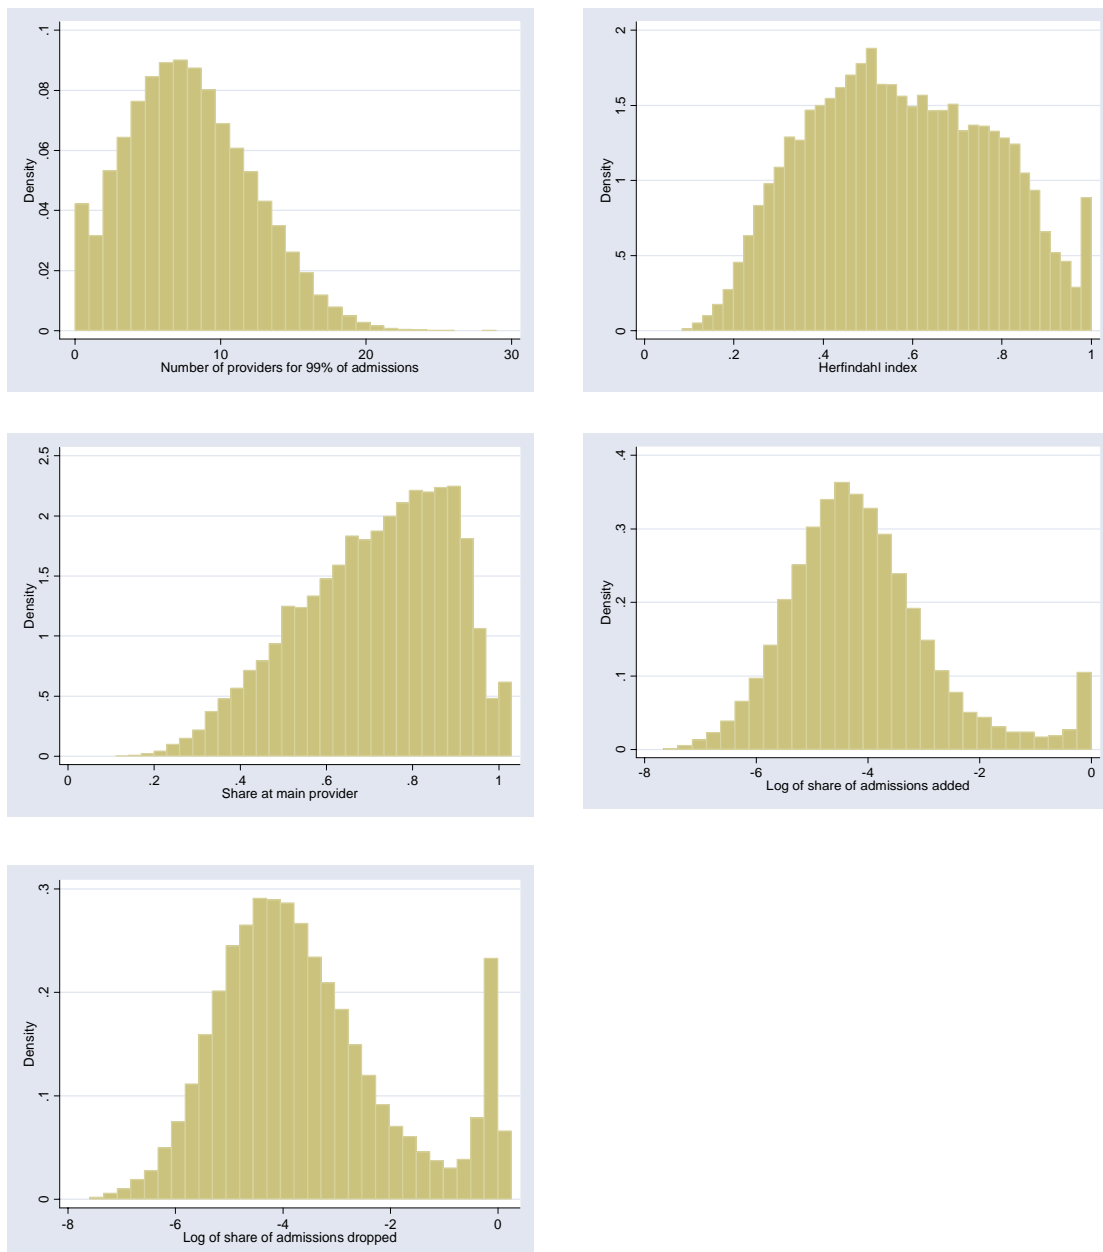 .1
.08
.06
.04
.02
0
Density
0 10 20 30
Number of providers for 99% of admissions
2
1.5
1
.5
0
Density
0 .2 .4 .6 .8 1
Herfindahl index
2.5
2
1.5
1
.5
0
Density
0 .2 .4 .6 .8 1
Share at main provider
.4
.3
.2
.1
0
Density
-8 -6 -4 -2 0
Log of share of admissions added
.3
.2
.1
0
Density
-8 -6 -4 -2 0
Log of share of admissions dropped